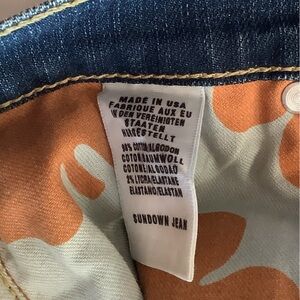 MADE IN USA
FABRIQUE AUX EU
IN DEN VEREINIGTEN
STAATEN
HERGESTELLT
98% COTTON/ALGODON
COTON/BAUMWOLL
COTONE/ALGODAO
2% LYCRA/ELASTANE
ELASTANO/ELASTAN
SUNDOWN JEAN